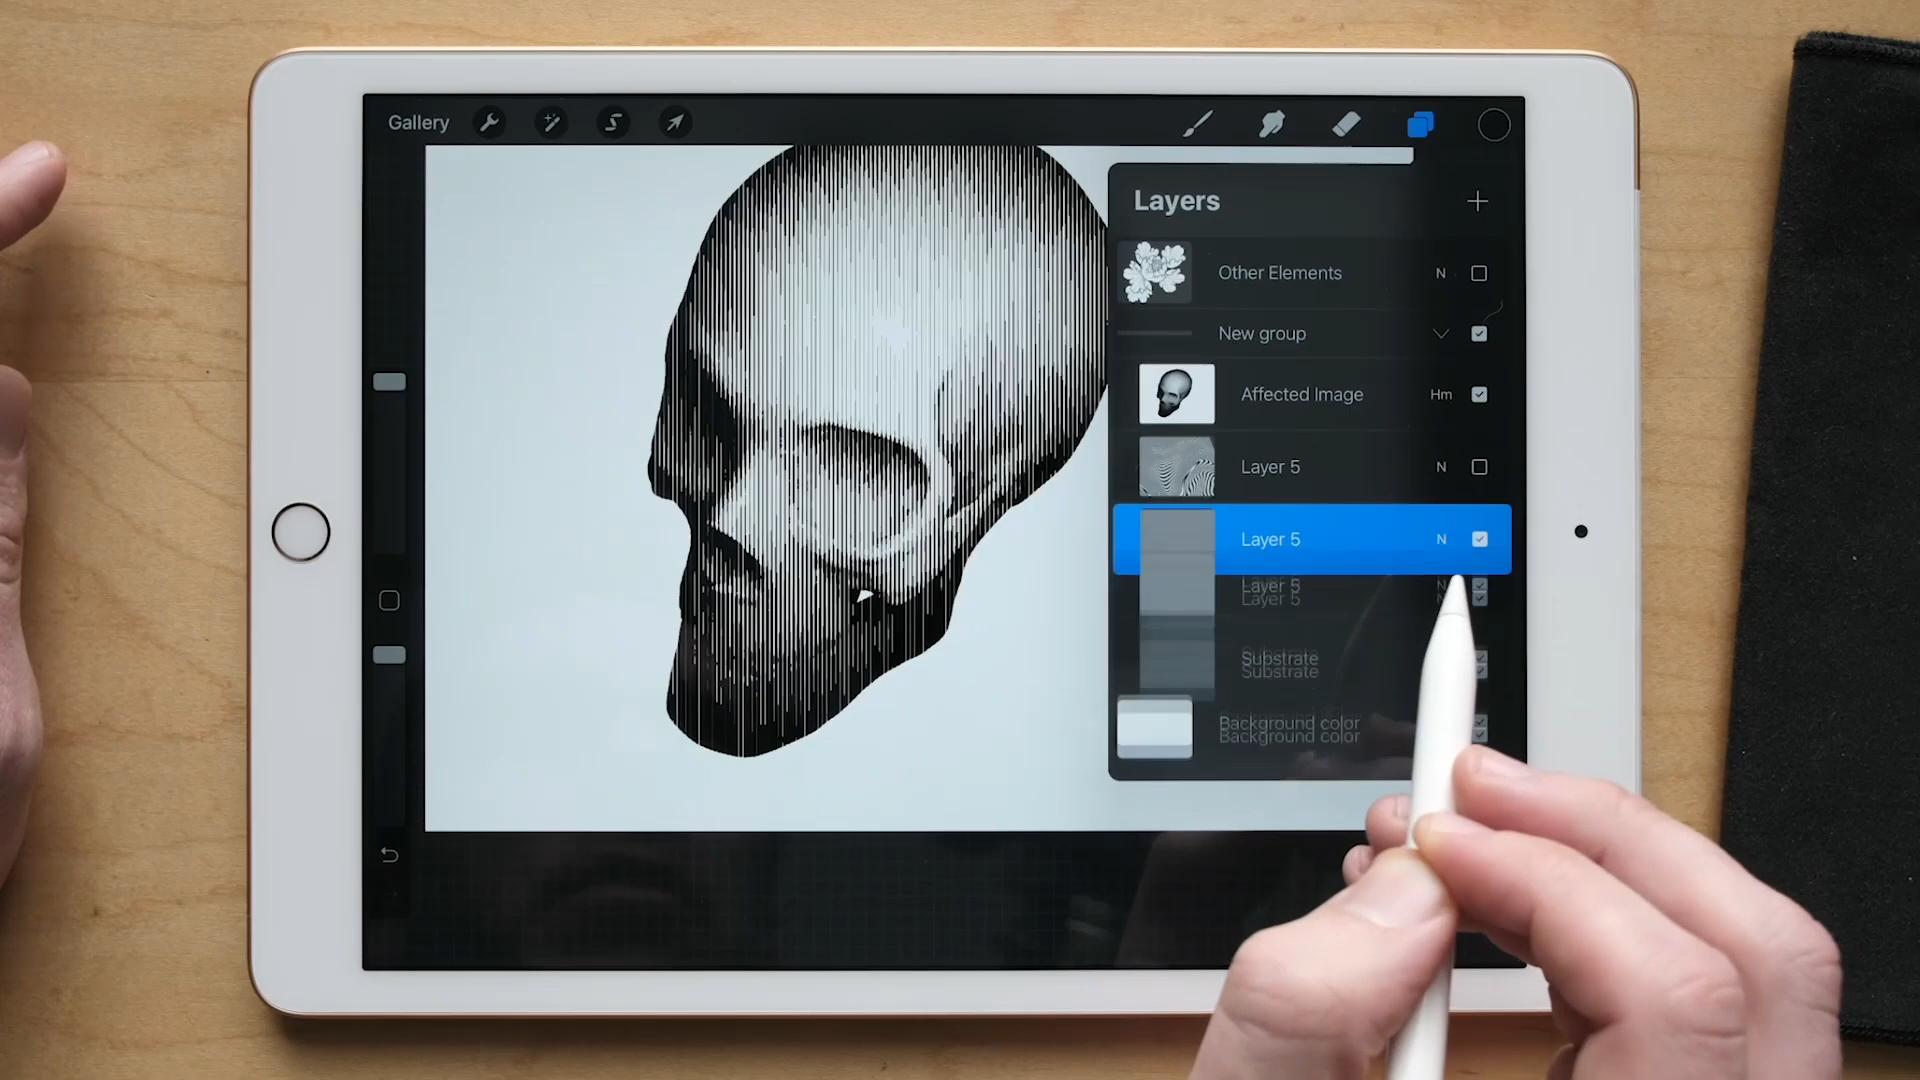 Gallery
Layers
Other Elements N
New group
Affected Image Hm
Layer 5 N
Layer 5 N
Layer 5
Layer 5
Substrate
Substrate
Background color
Background color